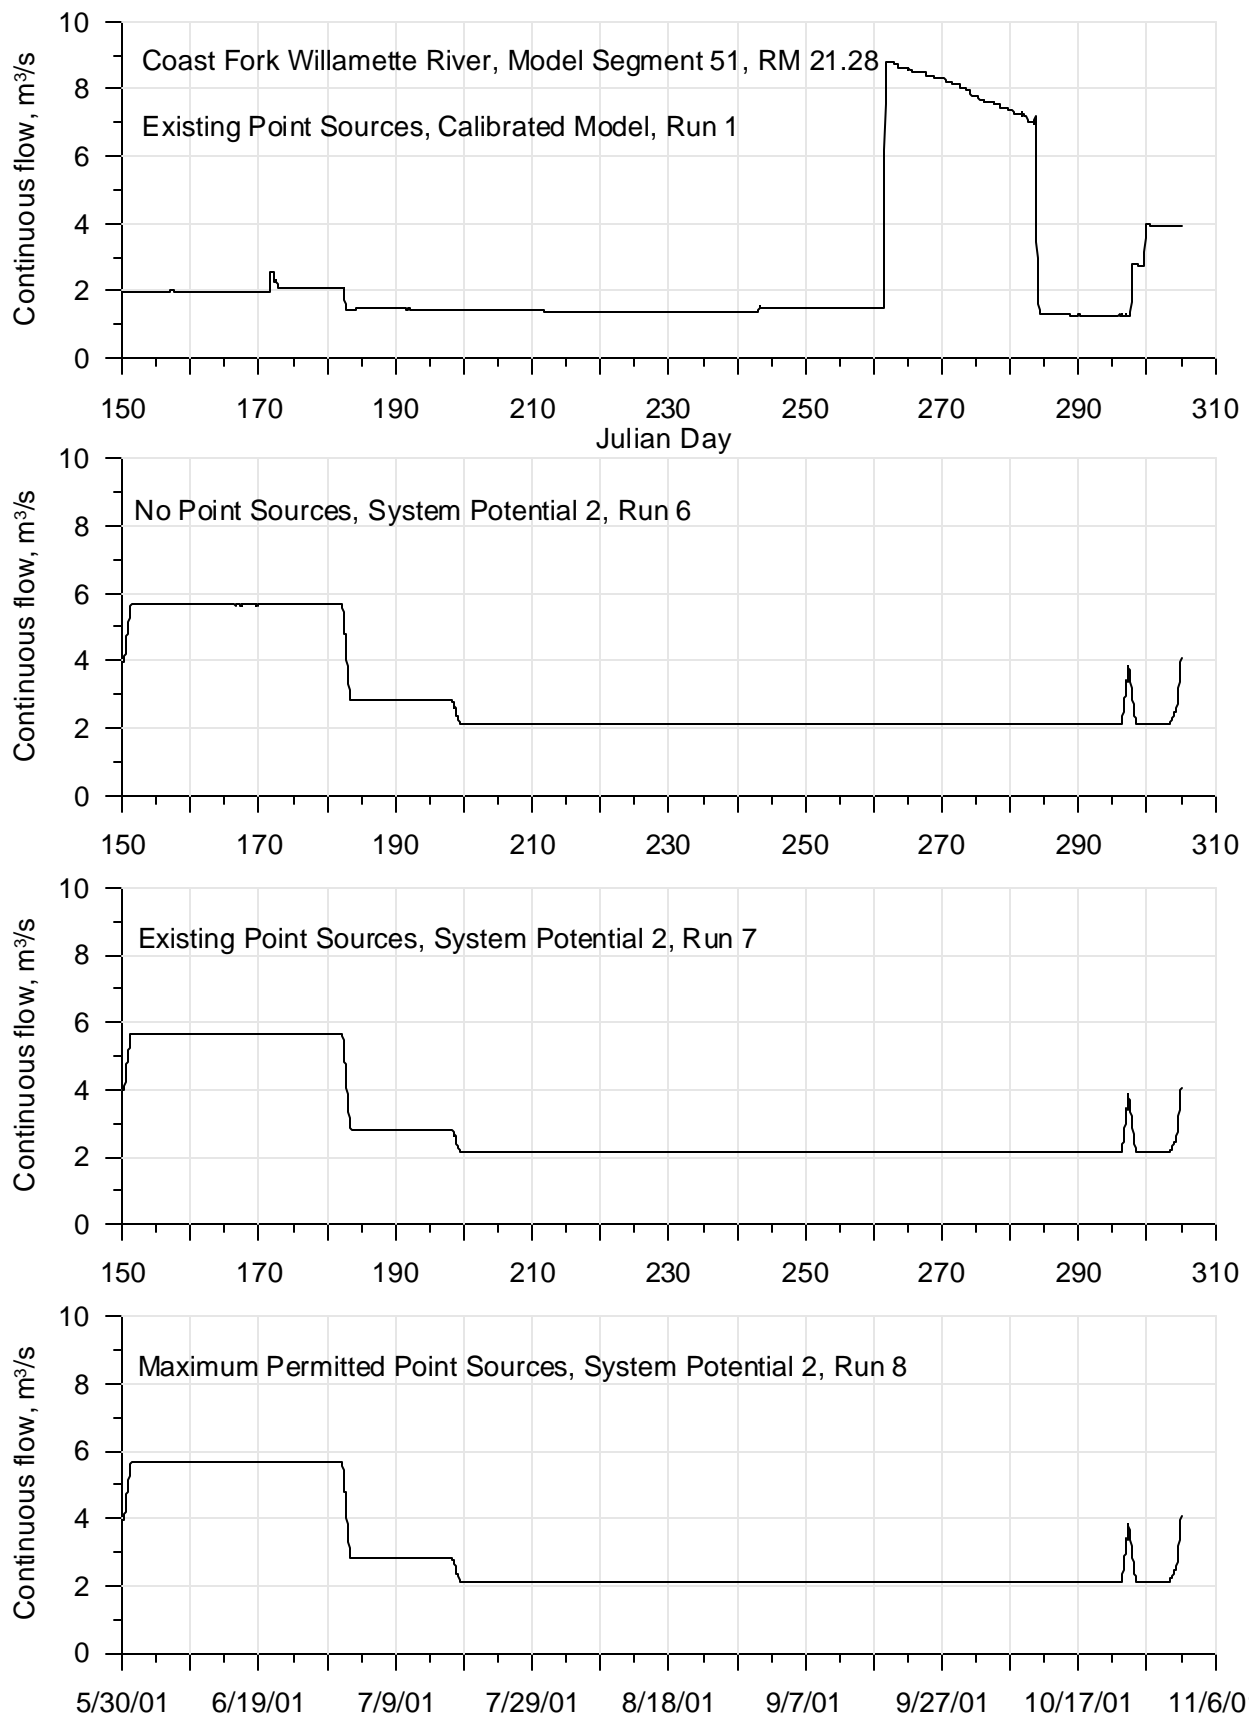 10
Coast Fork Willamette River, Model Segment 51, RM 21.28
8
Existing Point Sources, Calibrated Model, Run 1
6
4
2
0
Continuous flow, m³/s
150 170 190 210 230 250 270 290 310
Julian Day
10
No Point Sources, System Potential 2, Run 6
8
6
4
2
0
Continuous flow, m³/s
150 170 190 210 230 250 270 290 310
10
Existing Point Sources, System Potential 2, Run 7
8
6
4
2
0
Continuous flow, m³/s
150 170 190 210 230 250 270 290 310
10
Maximum Permitted Point Sources, System Potential 2, Run 8
8
6
4
2
0
Continuous flow, m³/s
5/30/01 6/19/01 7/9/01 7/29/01 8/18/01 9/7/01 9/27/01 10/17/01 11/6/0